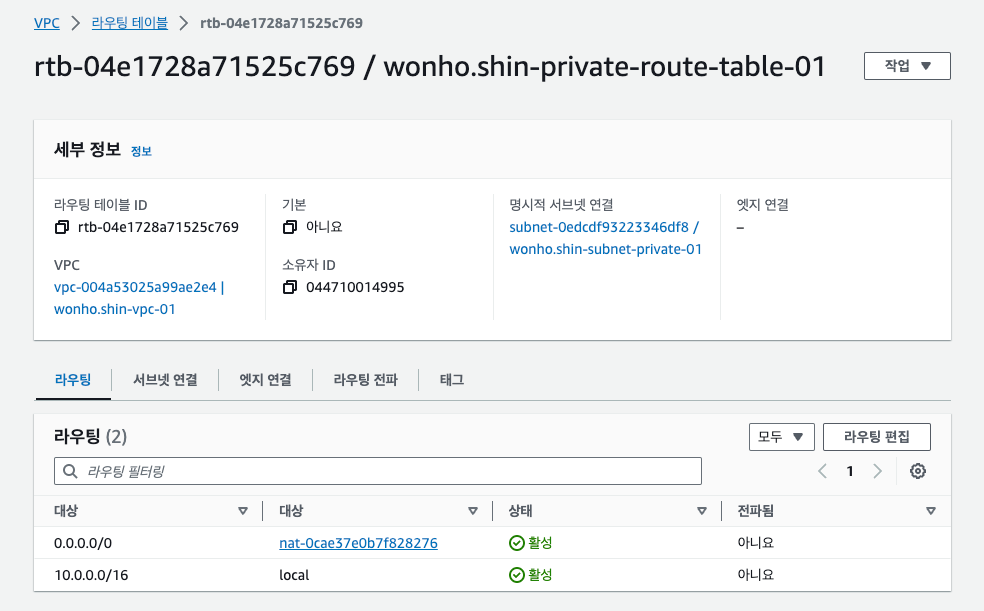 VPC > 라우팅 테이블 > rtb-04e1728a71525c769
rtb-04e1728a71525c769 / wonho.shin-private-route-table-01
작업
세부 정보 정보
라우팅 테이블 ID
rtb-04e1728a71525c769
VPC
vpc-004a53025a99ae2e4 |
wonho.shin-vpc-01
기본
아니요
소유자 ID
044710014995
명시적 서브넷 연결
subnet-0edcdf93223346df8 /
wonho.shin-subnet-private-01
엣지 연결
–
라우팅 서브넷 연결 엣지 연결 라우팅 전파 태그
라우팅 (2)
모두 라우팅 편집
라우팅 필터링
1
대상 대상 상태 전파됨
0.0.0.0/0 nat-0cae37e0b7f828276 활성 아니요
10.0.0.0/16 local 활성 아니요